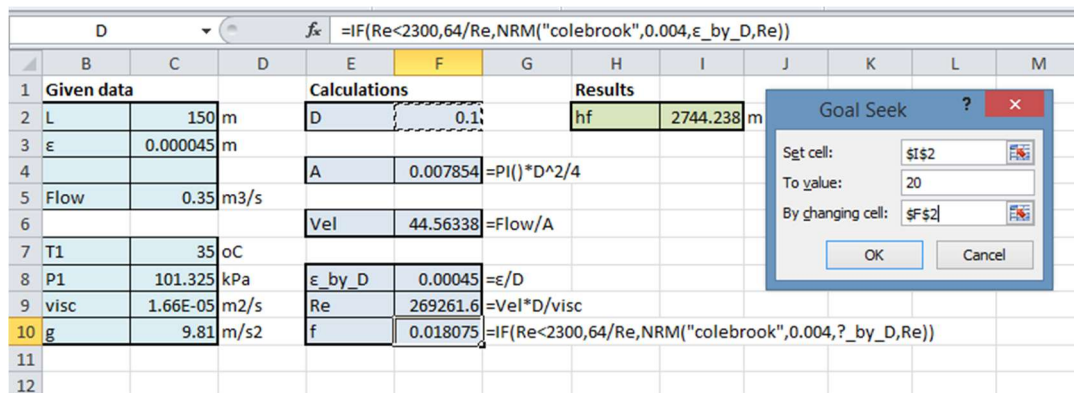 D fx =IF(Re<2300,64/Re,NRM("colebrook",0.004,ε_by_D,Re))
B C D E F G H I J K L M
1 Given data Calculations Results
2 L 150 m D 0.1 hf 2744.238 m
3 ε 0.000045 m
4 A 0.007854 =PI()*D^2/4
5 Flow 0.35 m3/s
6 Vel 44.56338 =Flow/A
7 T1 35 oC
8 P1 101.325 kPa ε_by_D 0.00045 =ε/D
9 visc 1.66E-05 m2/s Re 269261.6 =Vel*D/visc
10 g 9.81 m/s2 f 0.018075 =IF(Re<2300,64/Re,NRM("colebrook",0.004,?_by_D,Re))
11
12
Goal Seek ? ×
Set cell: $I$2
To value: 20
By changing cell: $F$2
OK Cancel